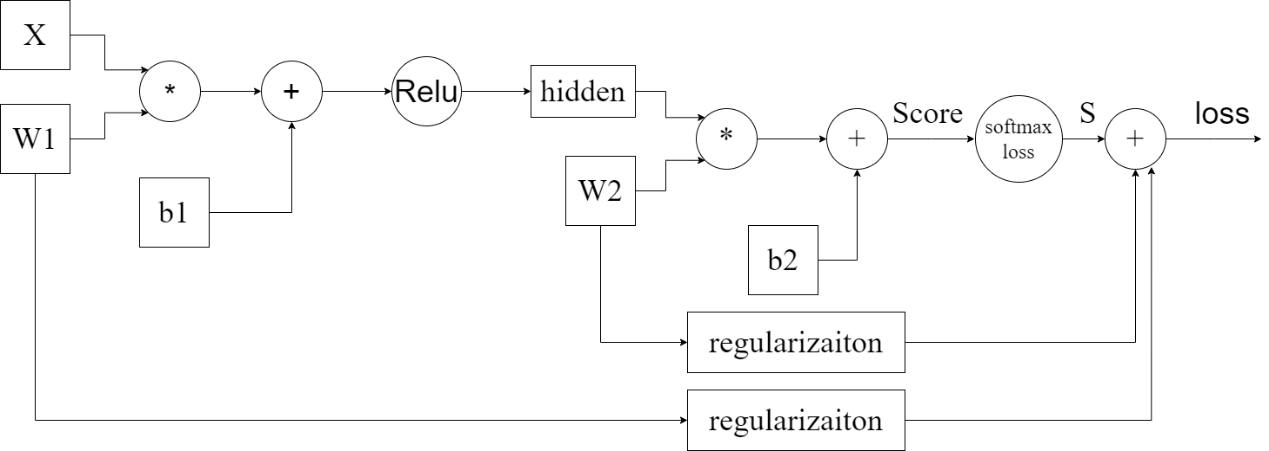 X
W1
*
b1
+
Relu
hidden
W2
*
+
b2
Score
softmax
loss
S
+
loss
regularizaiton
regularizaiton